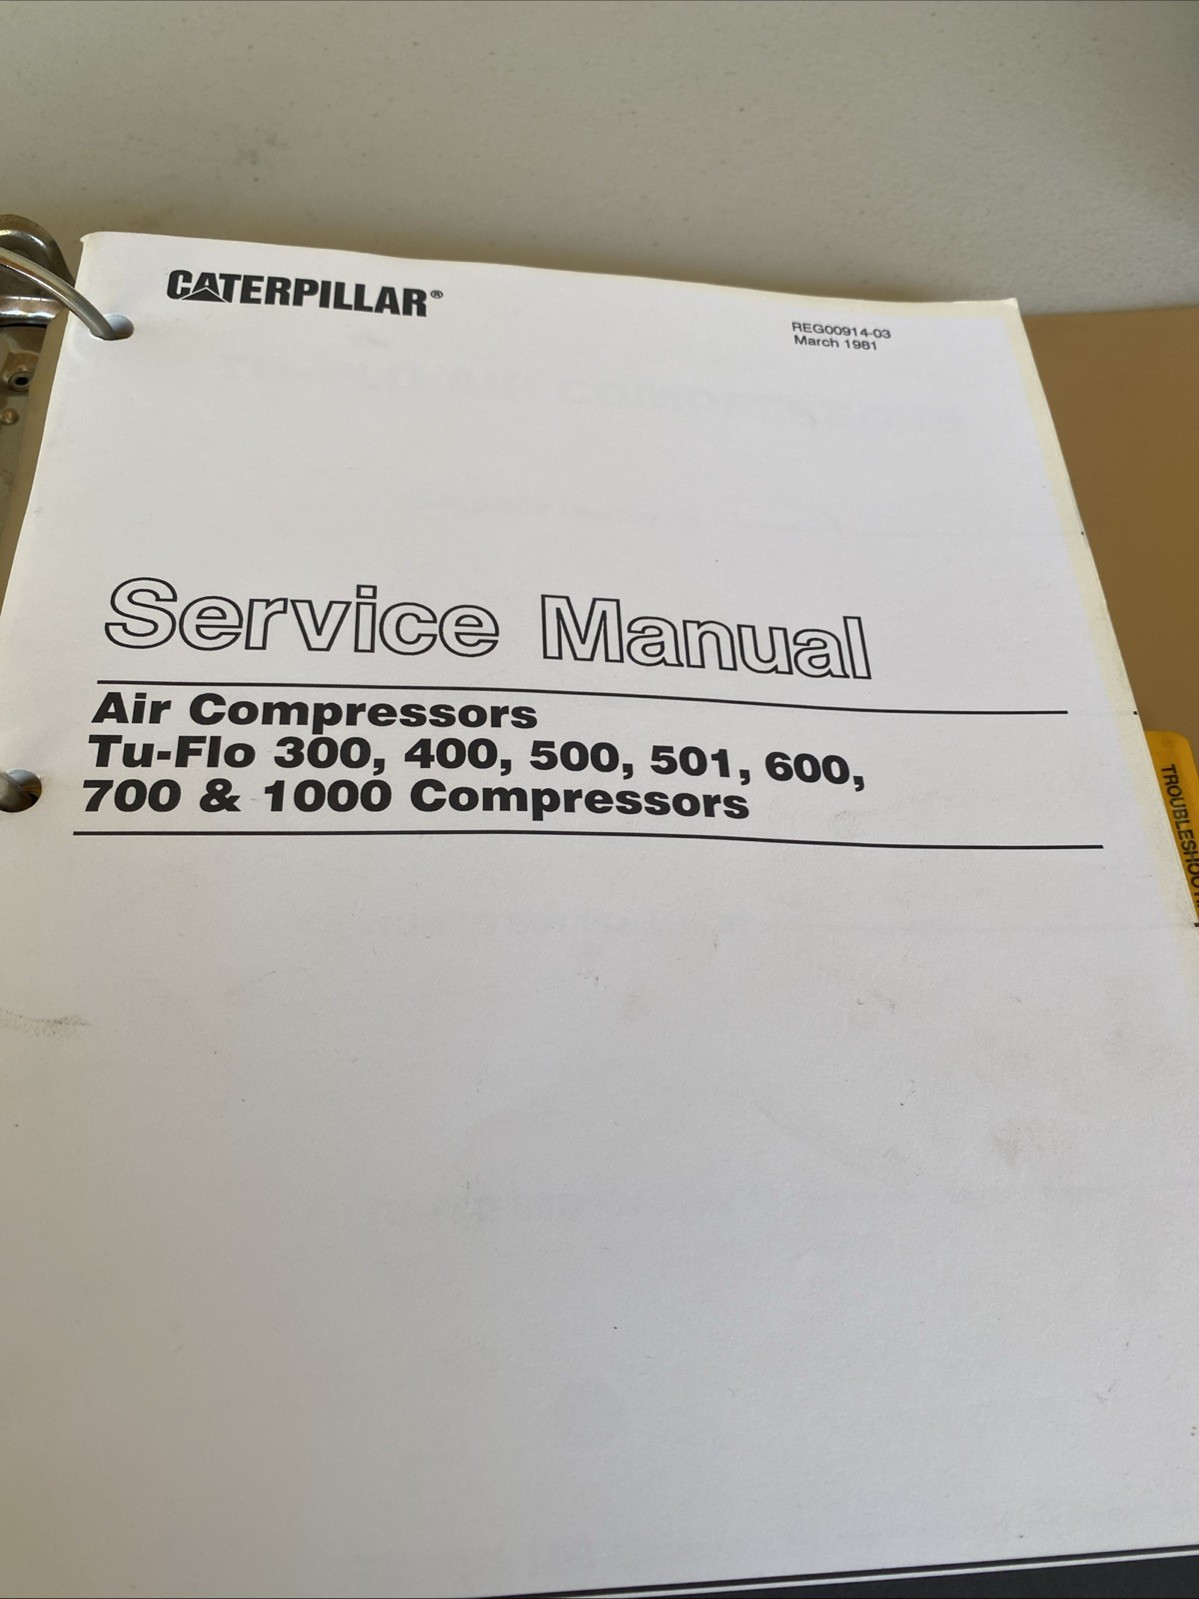 CATERPILLAR®
REG00914-03
March 1981
Service Manual
Air Compressors
Tu-Flo 300, 400, 500, 501, 600,
700 & 1000 Compressors